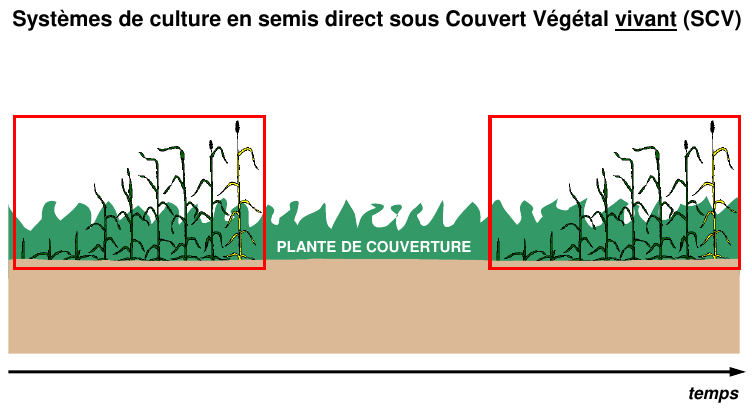 Systèmes de culture en semis direct sous Couvert Végétal vivant (SCV)
PLANTE DE COUVERTURE
temps